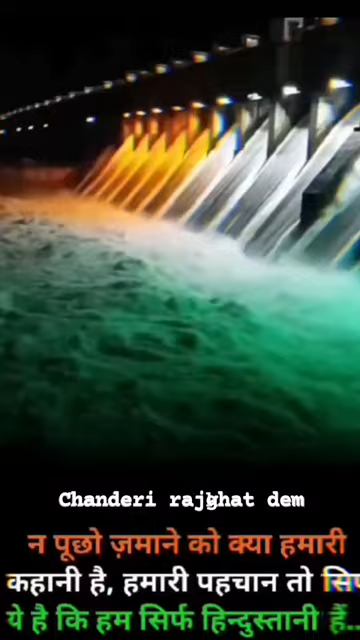 Chanderi rajghat dem
न पूछो ज़माने को क्या हमारी
कहानी है, हमारी पहचान तो
ये है कि हम सिर्फ हिन्दुस्तानी हैं..